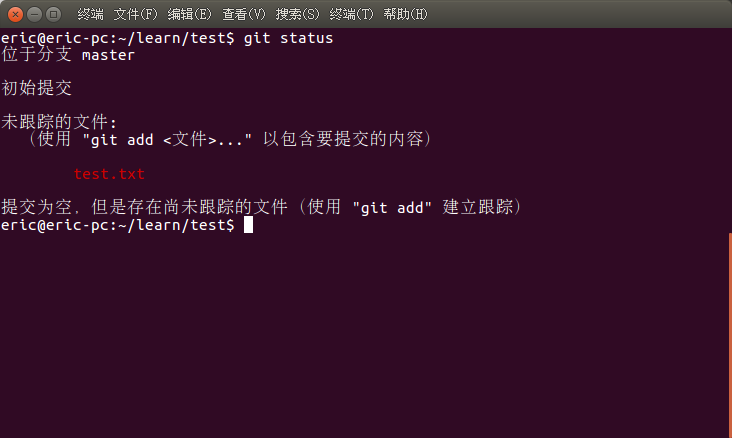 终端 文件(F) 编辑(E) 查看(V) 搜索(S) 终端(T) 帮助(H)
eric@eric-pc:~/learn/test$ git status
位于分支 master
初始提交
未跟踪的文件:
（使用 "git add <文件>..." 以包含要提交的内容）
test.txt
提交为空，但是存在尚未跟踪的文件（使用 "git add" 建立跟踪）
eric@eric-pc:~/learn/test$